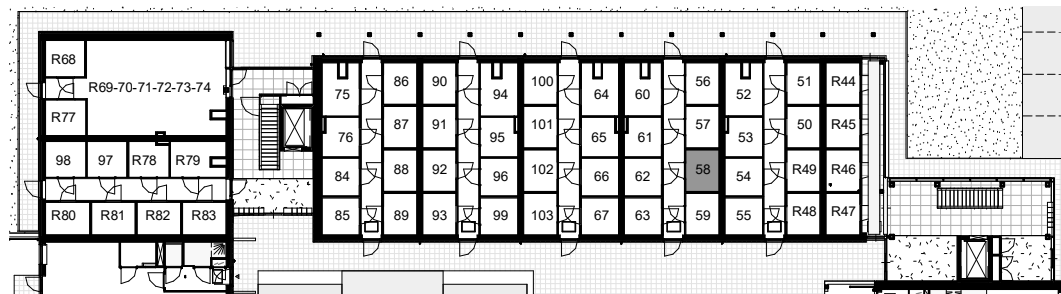 R68
R69-70-71-72-73-74
R77
98 97 R78 R79
R80 R81 R82 R83
75 86 90 94 100 64 60 56 52 51 R44
76 87 91 95 101 65 61 57 53 50 R45
84 88 92 96 102 66 62 58 54 R49 R46
85 89 93 99 103 67 63 59 55 R48 R47